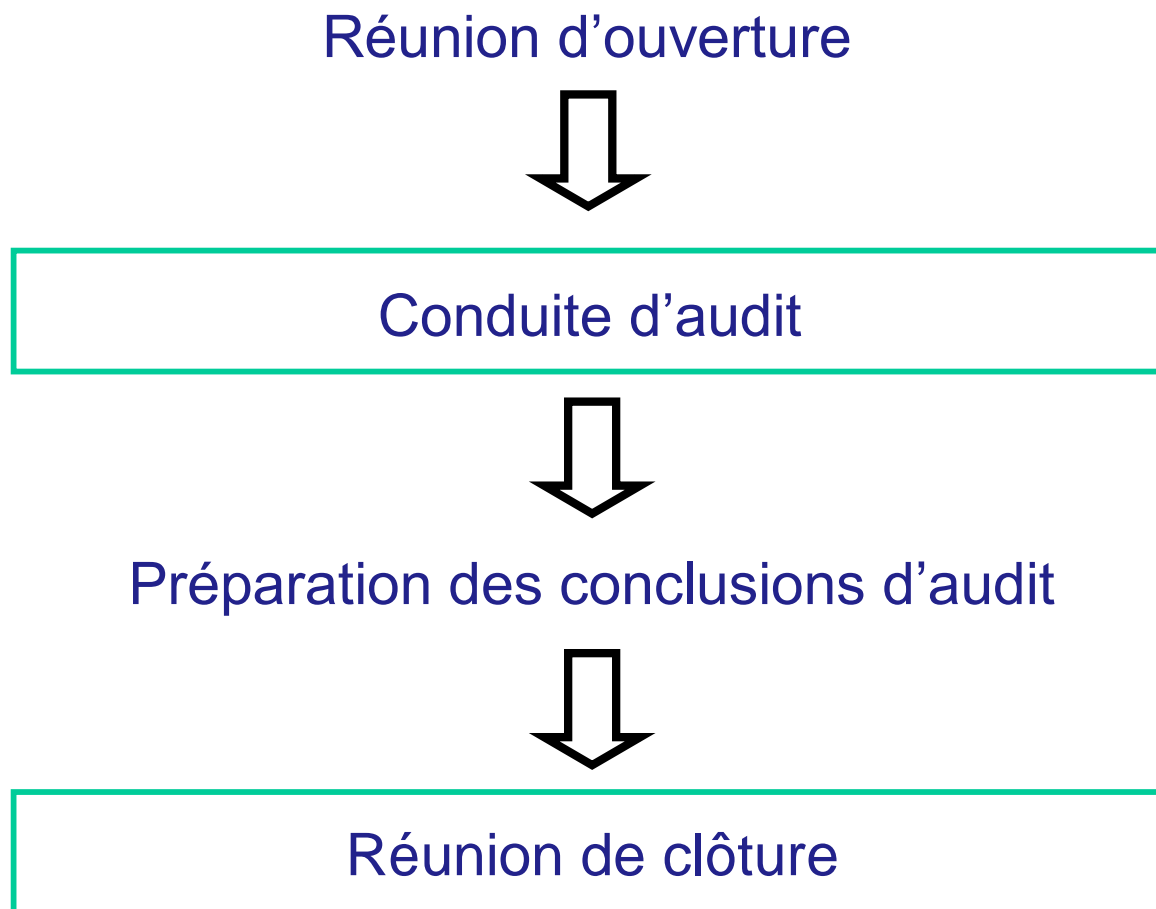 Réunion d’ouverture
Conduite d’audit
Préparation des conclusions d’audit
Réunion de clôture